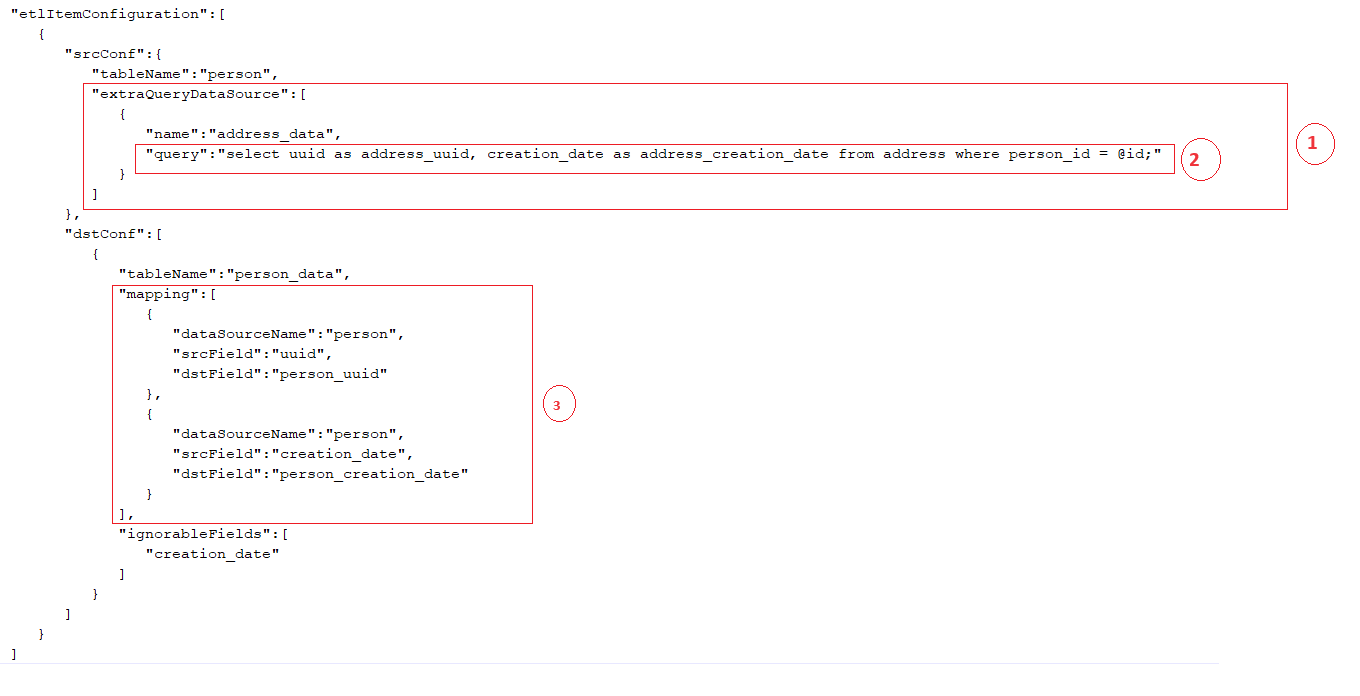 "etlItemConfiguration":[
{
"srcConf":{
"tableName":"person",
"extraQueryDataSource":[
{
"name":"address_data",
"query":"select uuid as address_uuid, creation_date as address_creation_date from address where person_id = @id;"
}
]
},
"dstConf":[
{
"tableName":"person_data",
"mapping":[
{
"dataSourceName":"person",
"srcField":"uuid",
"dstField":"person_uuid"
},
{
"dataSourceName":"person",
"srcField":"creation_date",
"dstField":"person_creation_date"
}
],
"ignorableFields":[
"creation_date"
]
}
]
}
]
1
2
3